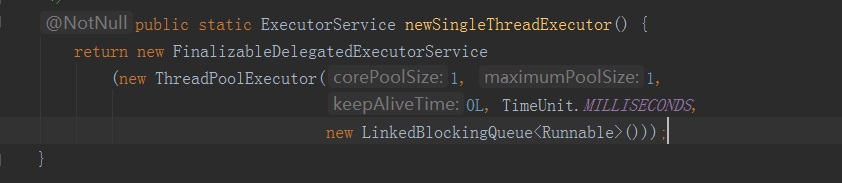 @NotNull public static ExecutorService newSingleThreadExecutor() {
return new FinalizableDelegatedExecutorService
(new ThreadPoolExecutor( corePoolSize: 1, maximumPoolSize: 1,
keepAliveTime: 0L, TimeUnit.MILLISECONDS,
new LinkedBlockingQueue<Runnable>()));
}